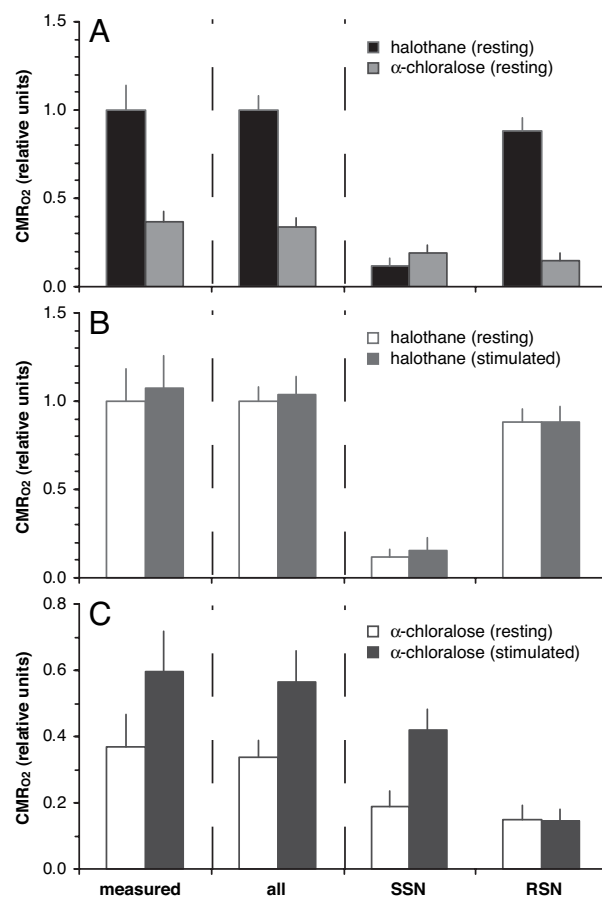 A
CMRO2 (relative units)
1.5
1.0
0.5
0.0
halothane (resting)
α-chloralose (resting)
B
CMRO2 (relative units)
1.5
1.0
0.5
0.0
halothane (resting)
halothane (stimulated)
C
CMRO2 (relative units)
0.8
0.6
0.4
0.2
0.0
α-chloralose (resting)
α-chloralose (stimulated)
measured all SSN RSN